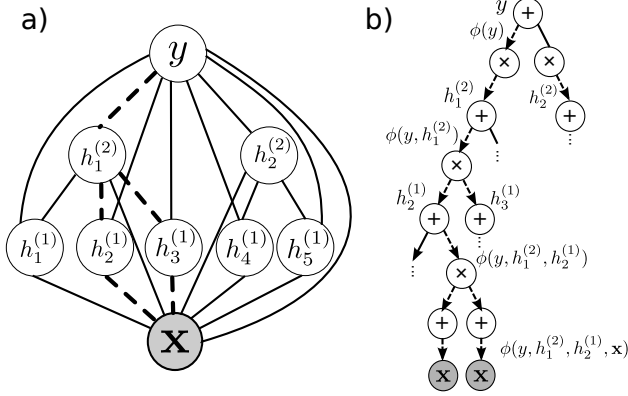 a)
y
h_1^{(2)}
h_2^{(2)}
h_1^{(1)}
h_2^{(1)}
h_3^{(1)}
h_4^{(1)}
h_5^{(1)}
x
b)
y
+
ϕ(y)
×
×
h_1^{(2)}
h_2^{(2)}
+
+
ϕ(y, h_1^{(2)})
...
...
×
h_2^{(1)}
h_3^{(1)}
+
+
...
...
×
ϕ(y, h_1^{(2)}, h_2^{(1)})
+
+
ϕ(y, h_1^{(2)}, h_2^{(1)}, x)
x
x